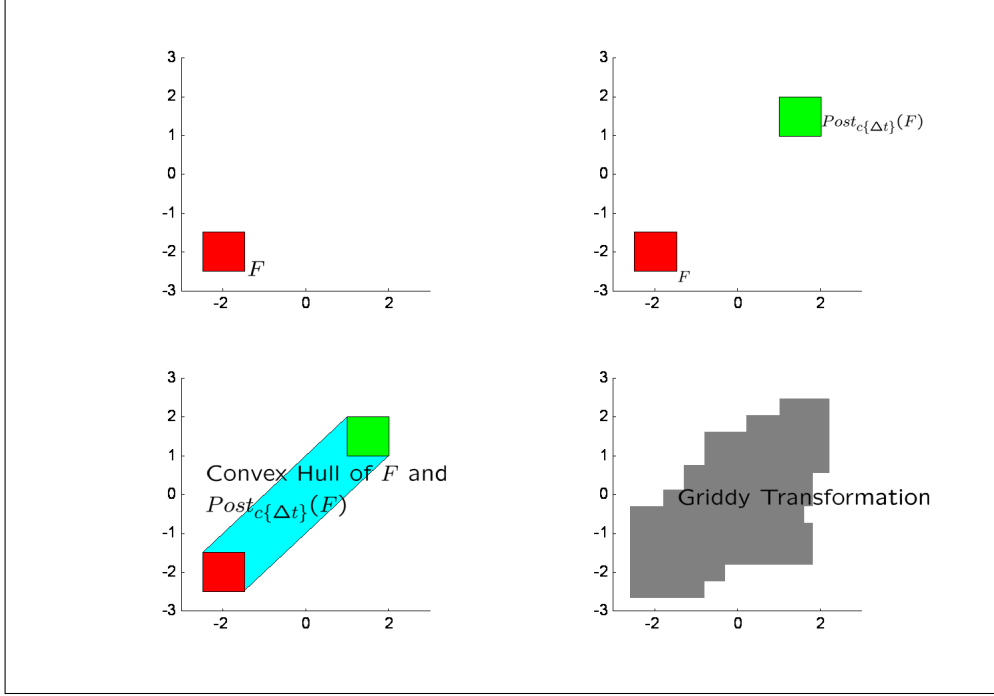 3
2
1
0
-1
-2
-3
F
-2 0 2
3
2
1
0
-1
-2
-3
Post_{c{Δt}}(F)
F
-2 0 2
3
2
1
0
-1
-2
-3
Convex Hull of F and
Post_{c{Δt}}(F)
-2 0 2
3
2
1
0
-1
-2
-3
Griddy Transformation
-2 0 2